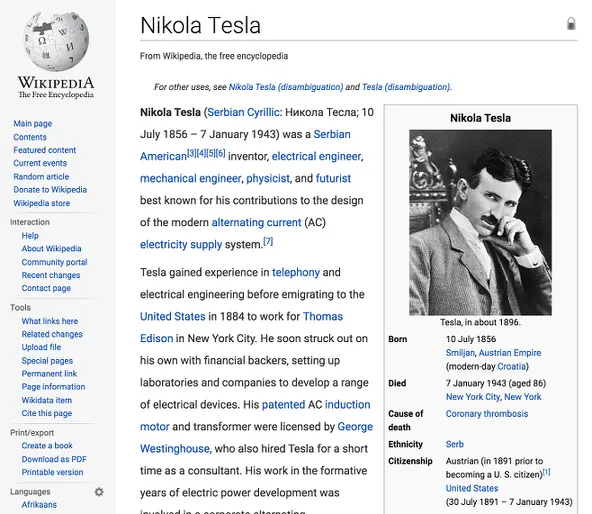 Nikola Tesla
WIKIPEDIA
The Free Encyclopedia
Main page
Contents
Featured content
Current events
Random article
Donate to Wikipedia
Wikipedia store
Interaction
Help
About Wikipedia
Community portal
Recent changes
Contact page
Tools
What links here
Related changes
Upload file
Special pages
Permanent link
Page information
Wikidata item
Cite this page
Print/export
Create a book
Download as PDF
Printable version
Languages
Afrikaans
From Wikipedia, the free encyclopedia
For other uses, see Nikola Tesla (disambiguation) and Tesla (disambiguation).
Nikola Tesla (Serbian Cyrillic: Никола Тесла; 10
July 1856 – 7 January 1943) was a Serbian
American[3][4][5][6] inventor, electrical engineer,
mechanical engineer, physicist, and futurist
best known for his contributions to the design
of the modern alternating current (AC)
electricity supply system.[7]
Tesla gained experience in telephony and
electrical engineering before emigrating to the
United States in 1884 to work for Thomas
Edison in New York City. He soon struck out on
his own with financial backers, setting up
laboratories and companies to develop a range
of electrical devices. His patented AC induction
motor and transformer were licensed by George
Westinghouse, who also hired Tesla for a short
time as a consultant. His work in the formative
years of electric power development was
involved in a corporate alternating
Nikola Tesla
Tesla, in about 1896.
Born 10 July 1856
Smiljan, Austrian Empire
(modern-day Croatia)
Died 7 January 1943 (aged 86)
New York City, New York
Cause of Coronary thrombosis
death
Ethnicity Serb
Citizenship Austrian (in 1891 prior to
becoming a U. S. citizen)[1]
United States
(30 July 1891 – 7 January 1943)